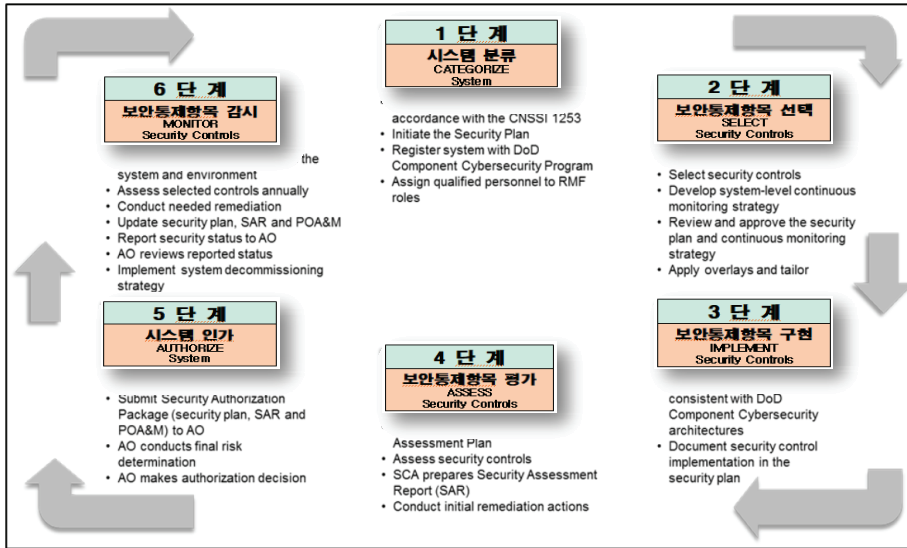 1 단 계
시스템 분류
CATEGORIZE
System
accordance with the CNSSI 1253
• Initiate the Security Plan
• Register system with DoD
Component Cybersecurity Program
• Assign qualified personnel to RMF
roles
2 단 계
보안통제항목 선택
SELECT
Security Controls
• Select security controls
• Develop system-level continuous
monitoring strategy
• Review and approve the security
plan and continuous monitoring
strategy
• Apply overlays and tailor
3 단 계
보안통제항목 구현
IMPLEMENT
Security Controls
consistent with DoD
Component Cybersecurity
architectures
• Document security control
implementation in the
security plan
4 단 계
보안통제항목 평가
ASSESS
Security Controls
Assessment Plan
• Assess security controls
• SCA prepares Security Assessment
Report (SAR)
• Conduct initial remediation actions
5 단 계
시스템 인가
AUTHORIZE
System
• Submit Security Authorization
Package (security plan, SAR and
POA&M) to AO
• AO conducts final risk
determination
• AO makes authorization decision
6 단 계
보안통제항목 감시
MONITOR
Security Controls
the
system and environment
• Assess selected controls annually
• Conduct needed remediation
• Update security plan, SAR and POA&M
• Report security status to AO
• AO reviews reported status
• Implement system decommissioning
strategy